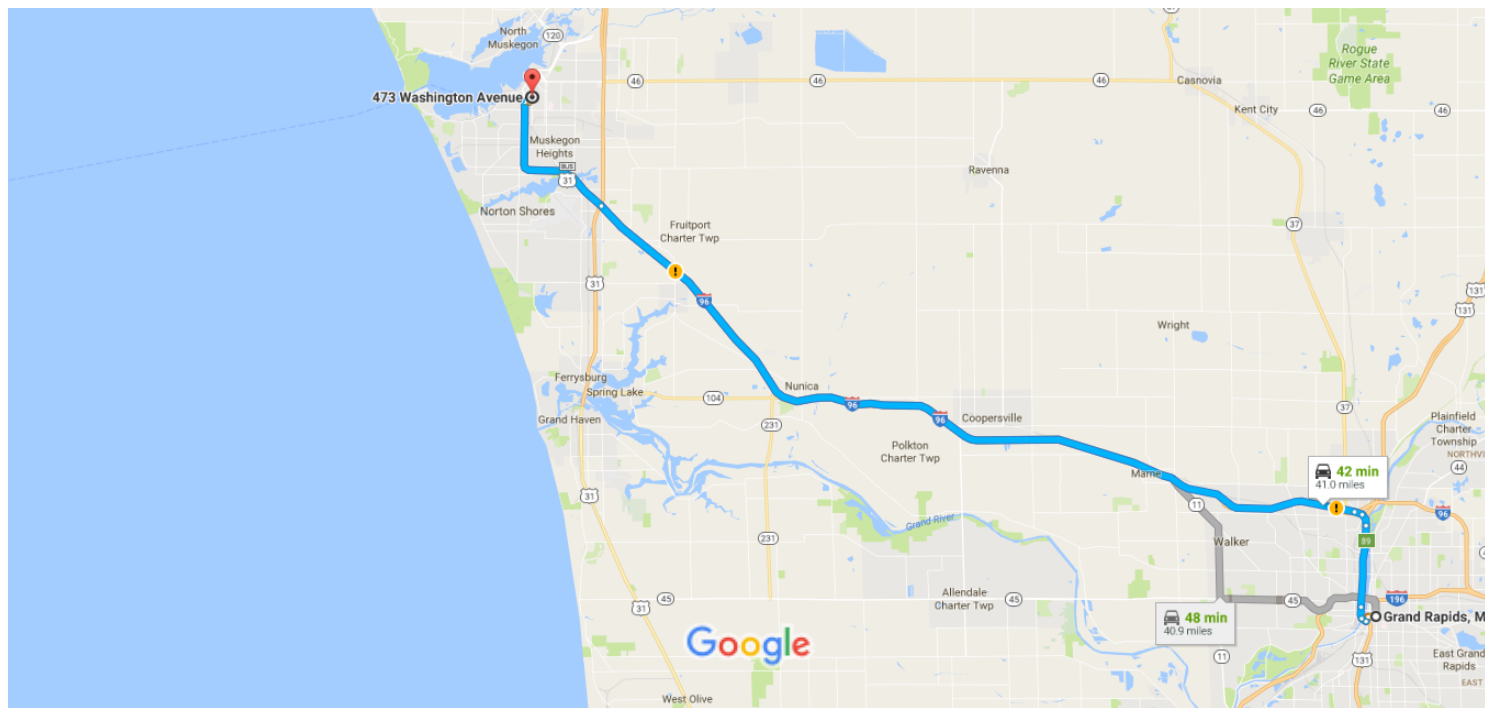 North
Muskegon
120
31
Rogue
River State
Game Area
46
46
Casnovia
473 Washington Avenue
Kent City
46
46
Muskegon
Heights
BUS
31
Ravenna
Norton Shores
Fruitport
Charter Twp
37
31
96
131
131
Wright
Ferrysburg
Spring Lake
Nunica
104
96
96
Coopersville
37
Grand Haven
231
Plainfield
Charter
Township
Polkton
Charter Twp
NORTHVI
44
Marne
42 min
41.0 miles
31
11
96
Grand River
231
Walker
89
Allendale
Charter Twp
45
45
45
196
31
48 min
40.9 miles
Grand Rapids, M
Google
11
131
East Grand
Rapids
EAST
West Olive